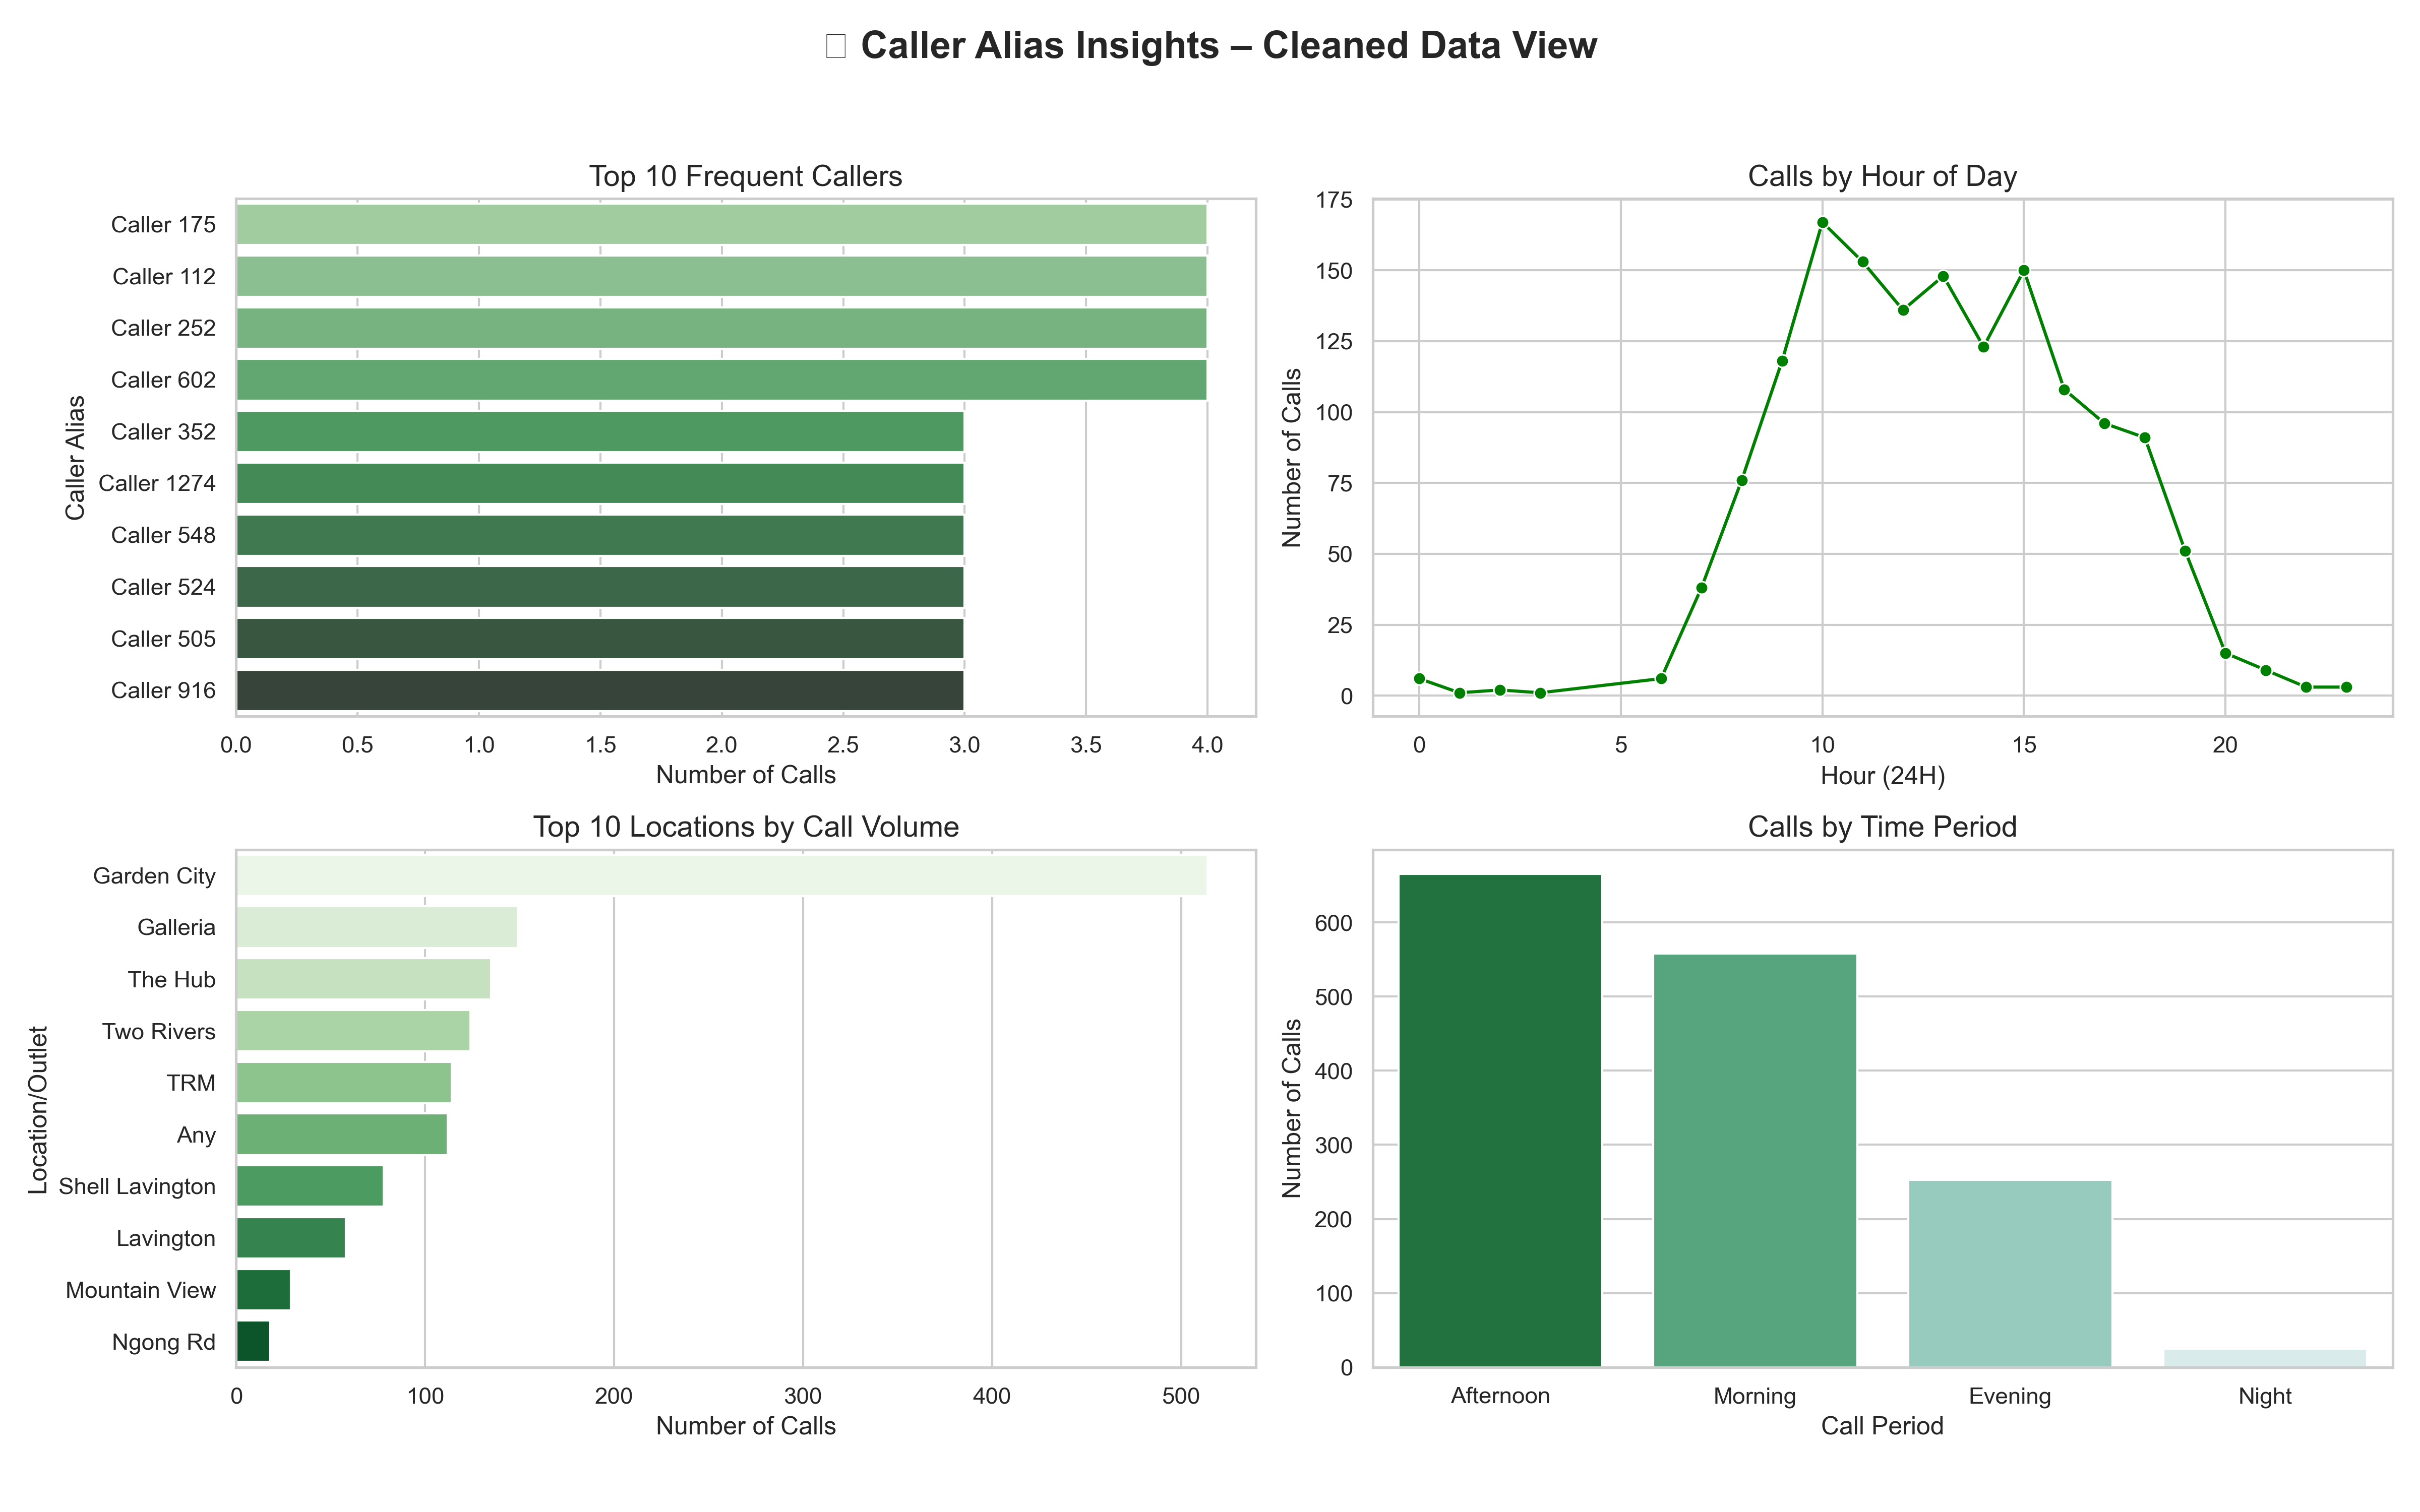 Caller Alias Insights – Cleaned Data View
Top 10 Frequent Callers
Caller Alias
Caller 175
Caller 112
Caller 252
Caller 602
Caller 352
Caller 1274
Caller 548
Caller 524
Caller 505
Caller 916
0.0 0.5 1.0 1.5 2.0 2.5 3.0 3.5 4.0
Number of Calls
Calls by Hour of Day
Number of Calls
175
150
125
100
75
50
25
0
0 5 10 15 20
Hour (24H)
Top 10 Locations by Call Volume
Location/Outlet
Garden City
Galleria
The Hub
Two Rivers
TRM
Any
Shell Lavington
Lavington
Mountain View
Ngong Rd
0 100 200 300 400 500
Number of Calls
Calls by Time Period
Number of Calls
600
500
400
300
200
100
0
Afternoon Morning Evening Night
Call Period